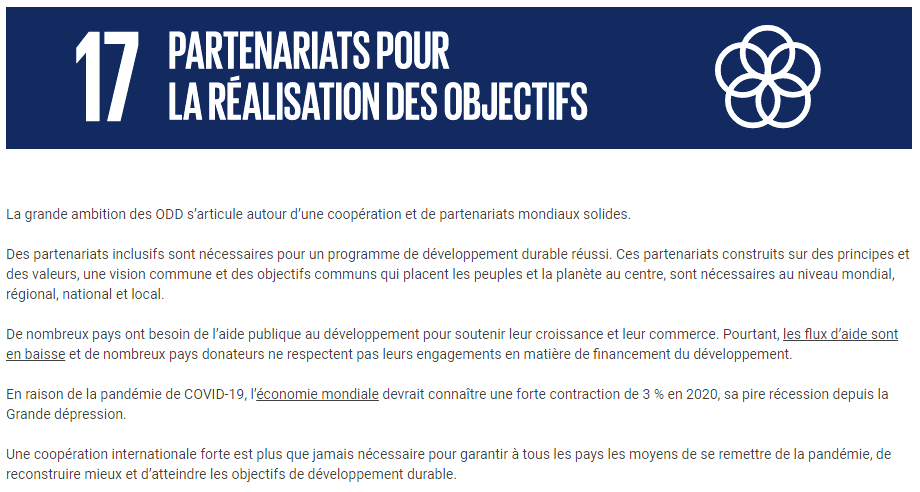 17
PARTENARIATS POUR
LA RÉALISATION DES OBJECTIFS
La grande ambition des ODD s’articule autour d’une coopération et de partenariats mondiaux solides.
Des partenariats inclusifs sont nécessaires pour un programme de développement durable réussi. Ces partenariats construits sur des principes et
des valeurs, une vision commune et des objectifs communs qui placent les peuples et la planète au centre, sont nécessaires au niveau mondial,
régional, national et local.
De nombreux pays ont besoin de l’aide publique au développement pour soutenir leur croissance et leur commerce. Pourtant, les flux d’aide sont
en baisse et de nombreux pays donateurs ne respectent pas leurs engagements en matière de financement du développement.
En raison de la pandémie de COVID-19, l’économie mondiale devrait connaître une forte contraction de 3 % en 2020, sa pire récession depuis la
Grande dépression.
Une coopération internationale forte est plus que jamais nécessaire pour garantir à tous les pays les moyens de se remettre de la pandémie, de
reconstruire mieux et d’atteindre les objectifs de développement durable.